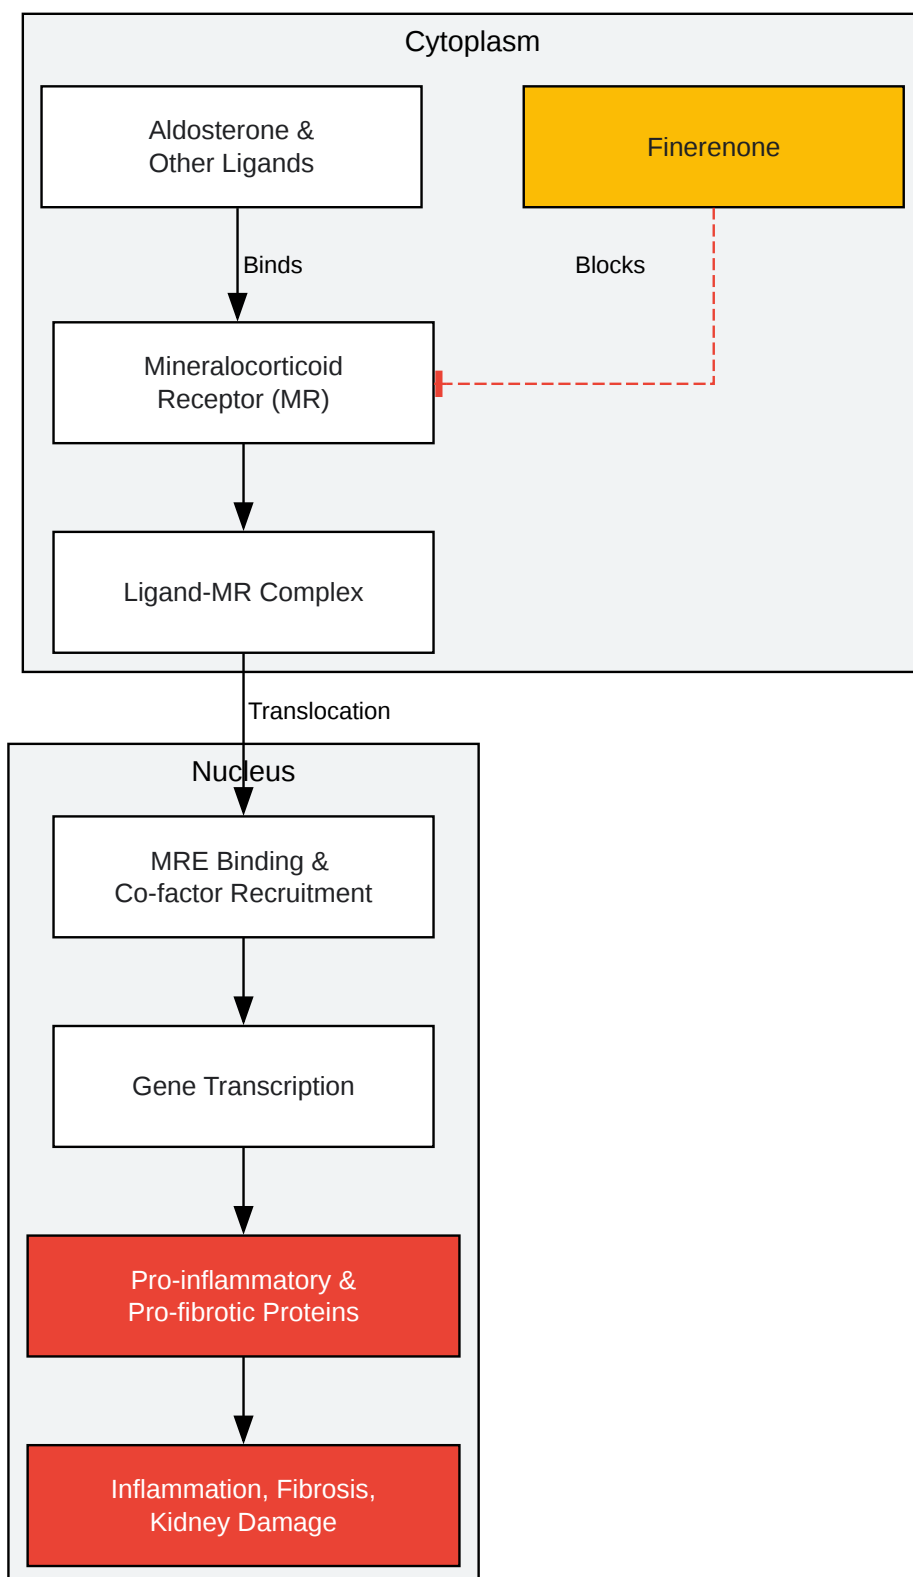 Cytoplasm
Aldosterone &
Other Ligands
Finerenone
Binds
Blocks
Mineralocorticoid
Receptor (MR)
Ligand-MR Complex
Translocation
Nucleus
MRE Binding &
Co-factor Recruitment
Gene Transcription
Pro-inflammatory &
Pro-fibrotic Proteins
Inflammation, Fibrosis,
Kidney Damage